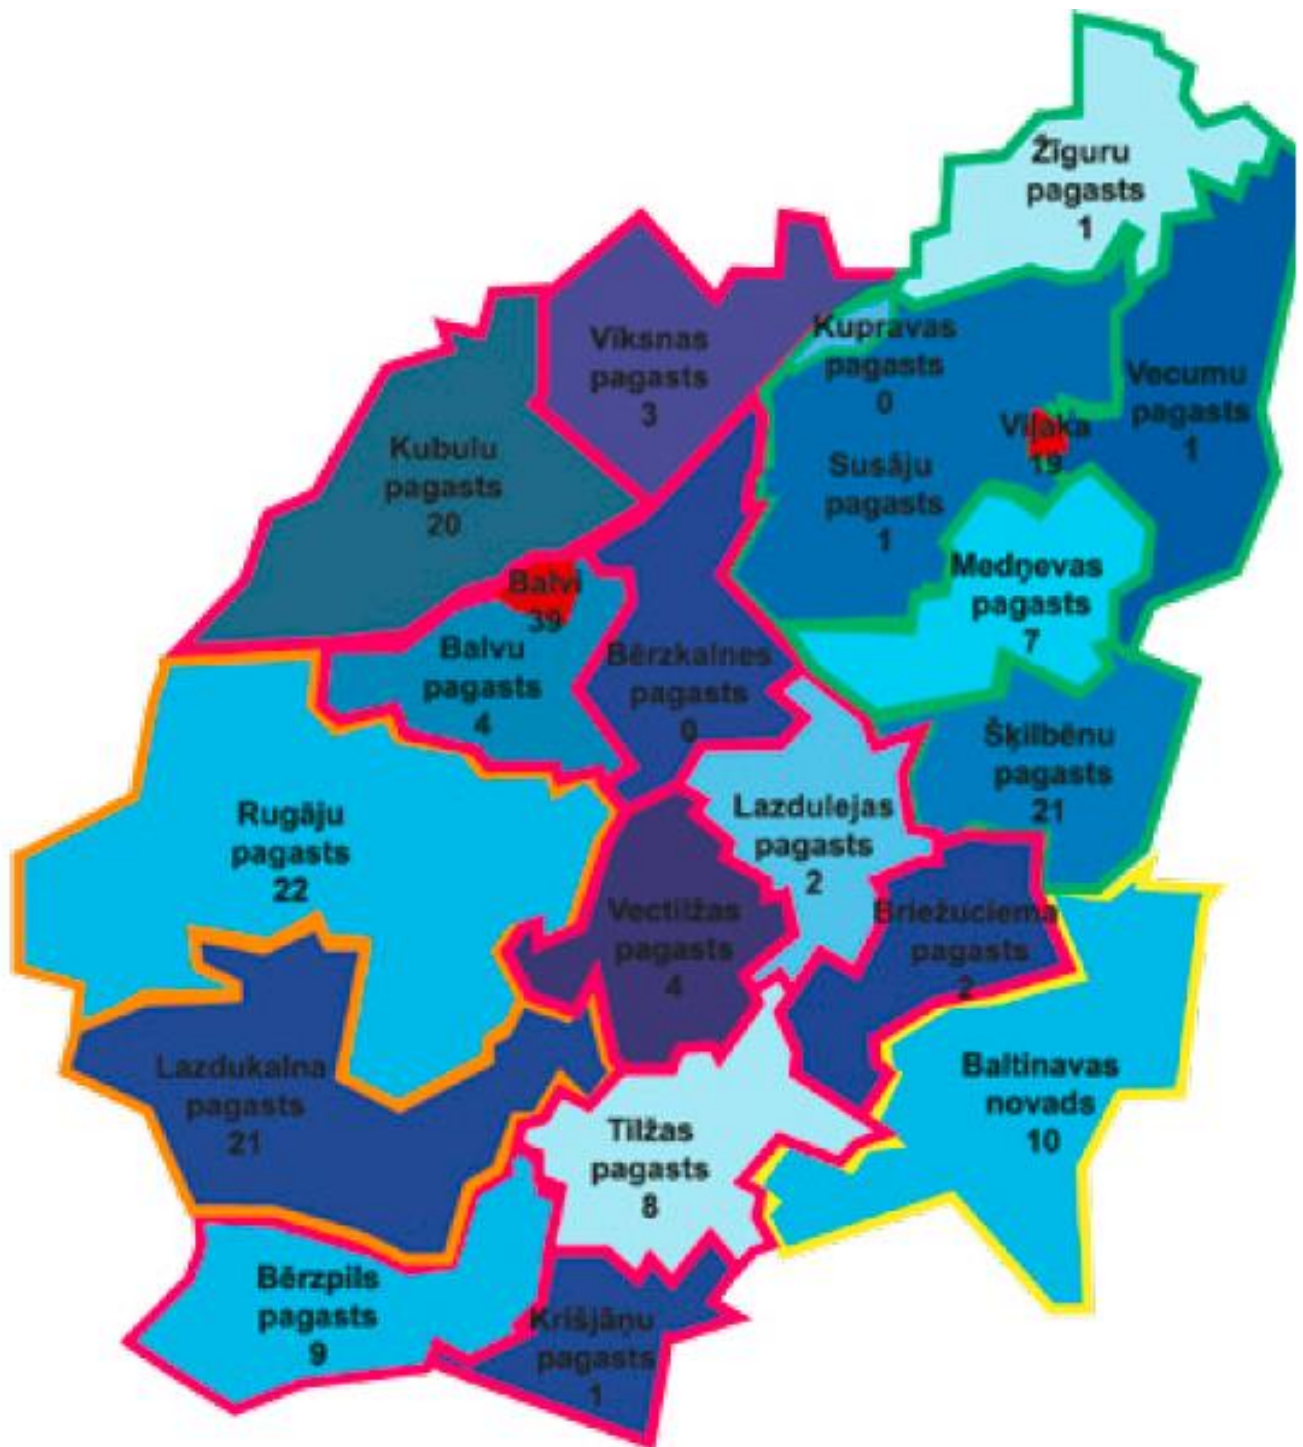 Žīguru
pagasts
1
Viksnas
pagasts
3
Kupravas
pagasts
0
Vecumu
pagasts
1
Viļaka
19
Kubulu
pagasts
20
Susāju
pagasts
1
Medņevas
pagasts
7
Balvi
39
Balvu
pagasts
4
Bērzkalnes
pagasts
0
Šķilbēnu
pagasts
21
Rugāju
pagasts
22
Lazdulejas
pagasts
2
Vectilžas
pagasts
4
Briežuciema
pagasts
2
Lazdukalna
pagasts
21
Baltinavas
novads
10
Tilžas
pagasts
8
Bērzpils
pagasts
9
Krišjāņu
pagasts
1